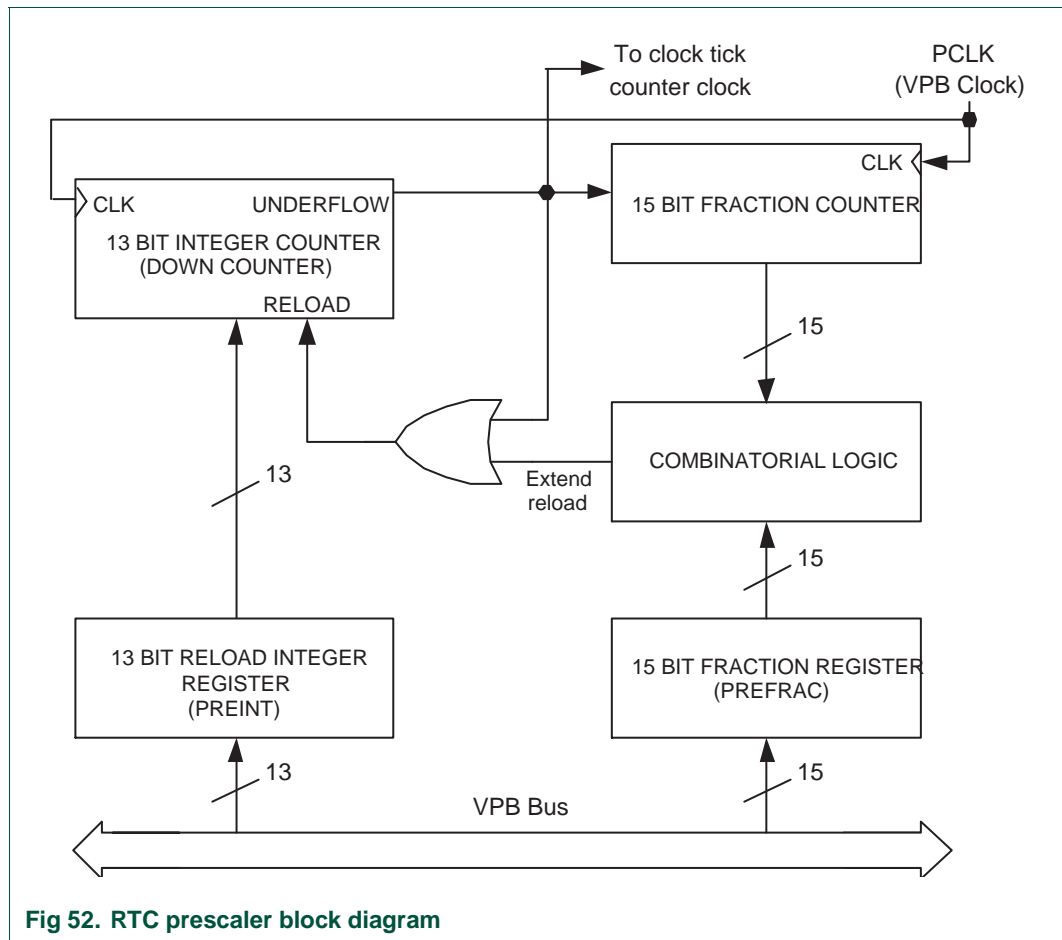 To clock tick
counter clock
PCLK
(VPB Clock)
CLK
UNDERFLOW
13 BIT INTEGER COUNTER
(DOWN COUNTER)
RELOAD
CLK
15 BIT FRACTION COUNTER
15
COMBINATORIAL LOGIC
Extend
reload
13
15
13 BIT RELOAD INTEGER
REGISTER
(PREINT)
15 BIT FRACTION REGISTER
(PREFRAC)
13
15
VPB Bus
Fig 52. RTC prescaler block diagram